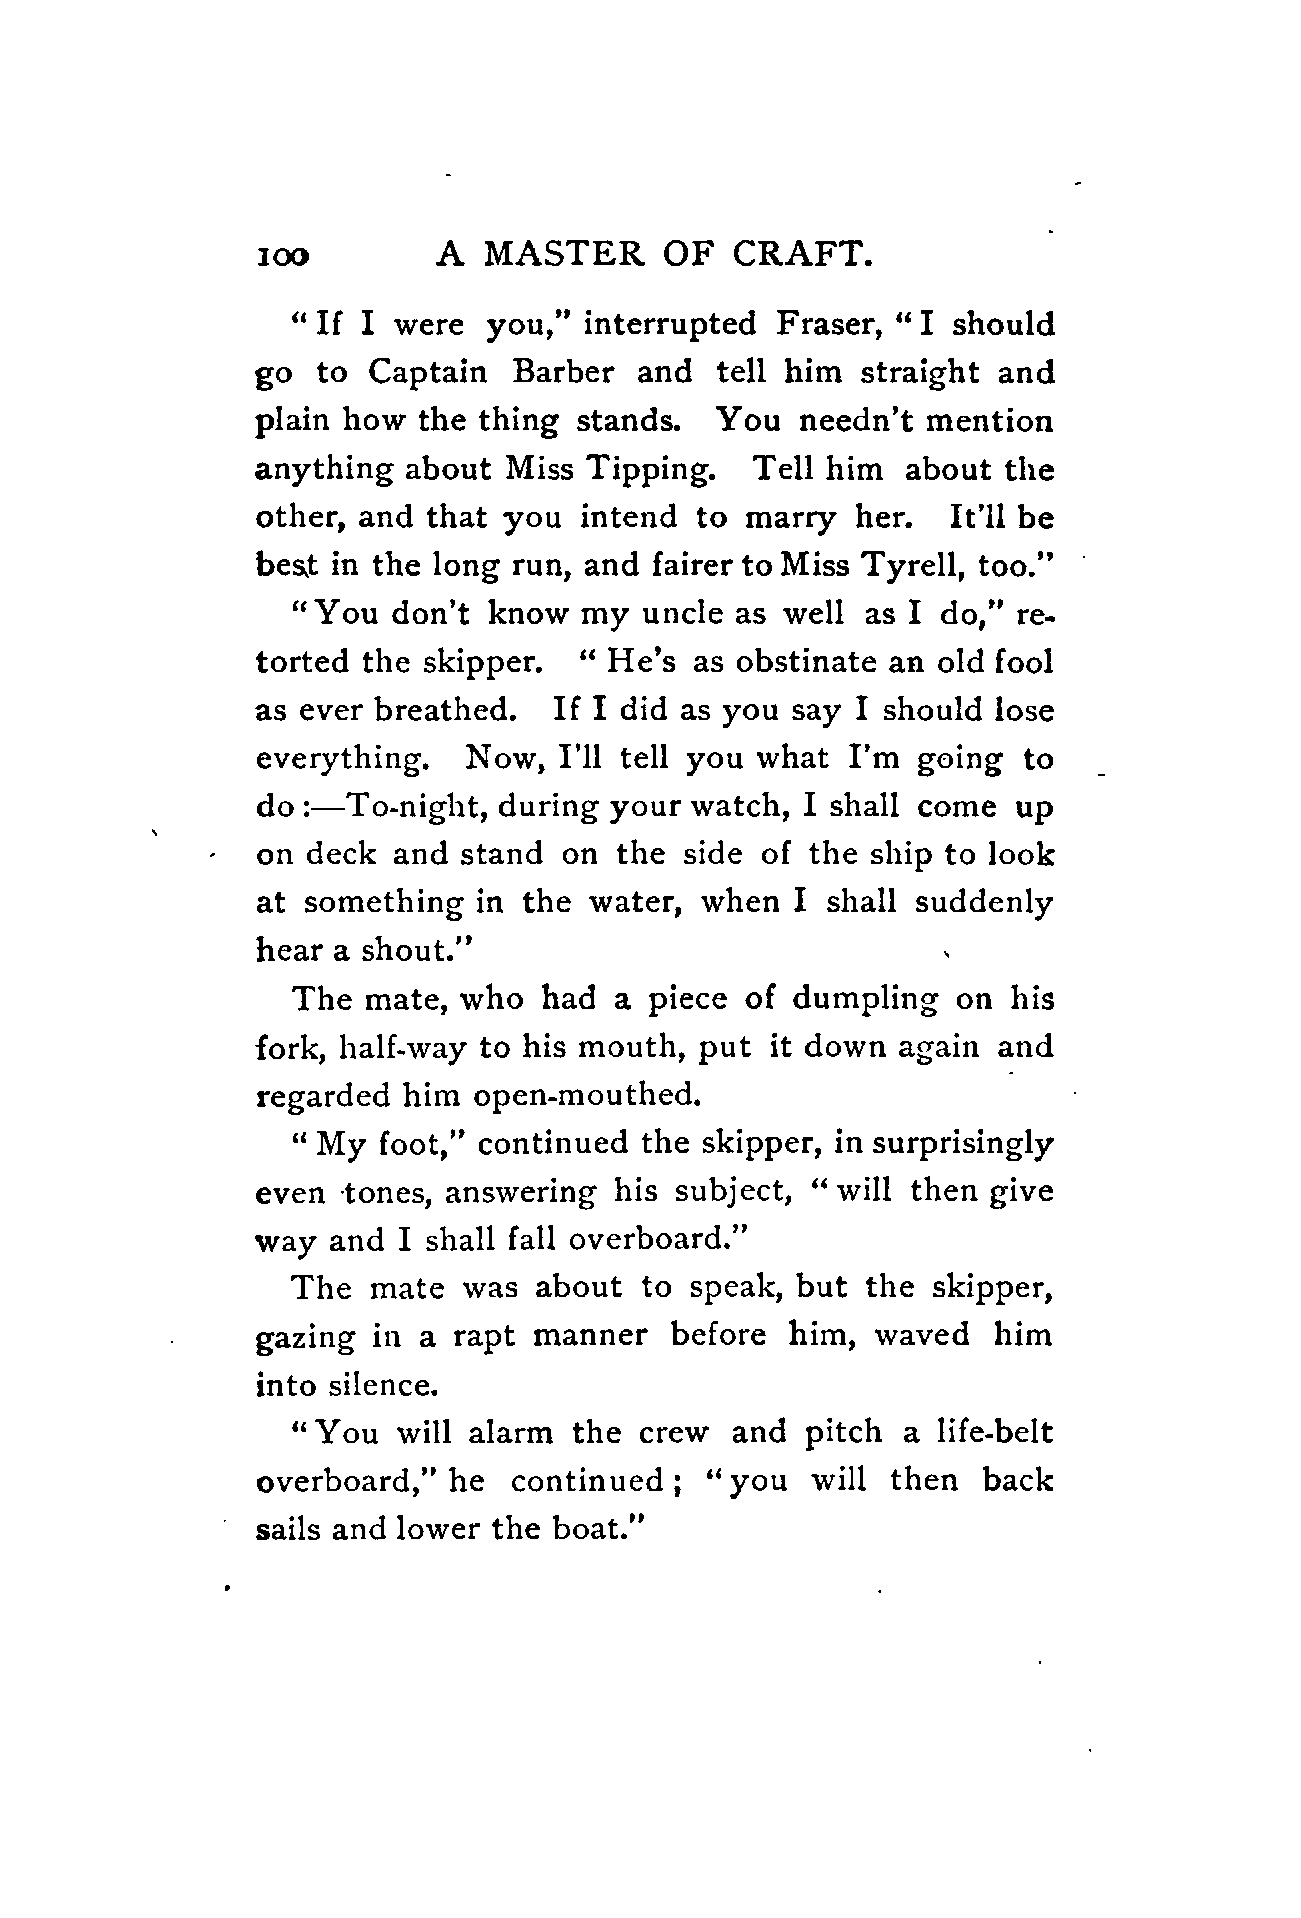 100 A MASTER OF CRAFT.
"If I were you," interrupted Fraser, "I should
go to Captain Barber and tell him straight and
plain how the thing stands. You needn't mention
anything about Miss Tipping. Tell him about the
other, and that you intend to marry her. It'll be
best in the long run, and fairer to Miss Tyrell, too."
"You don't know my uncle as well as I do," re-
torted the skipper. "He's as obstinate an old fool
as ever breathed. If I did as you say I should lose
everything. Now, I'll tell you what I'm going to
do:—To-night, during your watch, I shall come up
on deck and stand on the side of the ship to look
at something in the water, when I shall suddenly
hear a shout."
The mate, who had a piece of dumpling on his
fork, half-way to his mouth, put it down again and
regarded him open-mouthed.
"My foot," continued the skipper, in surprisingly
even tones, answering his subject, "will then give
way and I shall fall overboard."
The mate was about to speak, but the skipper,
gazing in a rapt manner before him, waved him
into silence.
"You will alarm the crew and pitch a life-belt
overboard," he continued; "you will then back
sails and lower the boat."